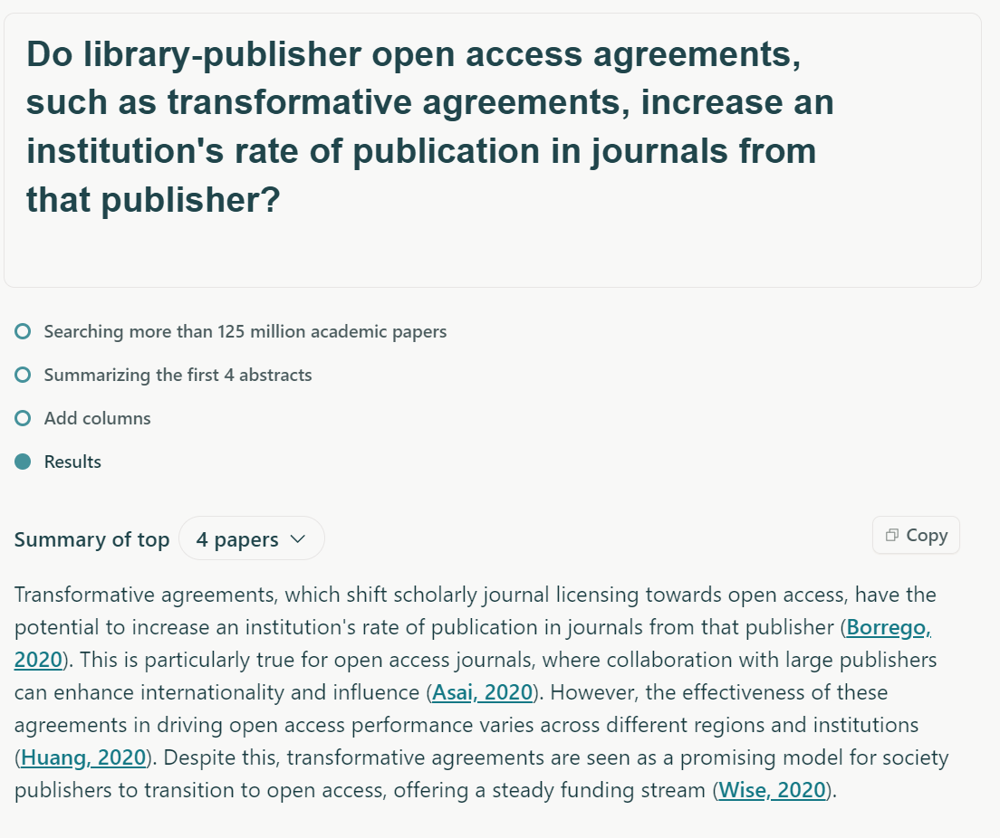 Do library-publisher open access agreements,
such as transformative agreements, increase an
institution's rate of publication in journals from
that publisher?
Searching more than 125 million academic papers
Summarizing the first 4 abstracts
Add columns
Results
Summary of top 4 papers Copy
Transformative agreements, which shift scholarly journal licensing towards open access, have the
potential to increase an institution's rate of publication in journals from that publisher (Borrego,
2020). This is particularly true for open access journals, where collaboration with large publishers
can enhance internationality and influence (Asai, 2020). However, the effectiveness of these
agreements in driving open access performance varies across different regions and institutions
(Huang, 2020). Despite this, transformative agreements are seen as a promising model for society
publishers to transition to open access, offering a steady funding stream (Wise, 2020).